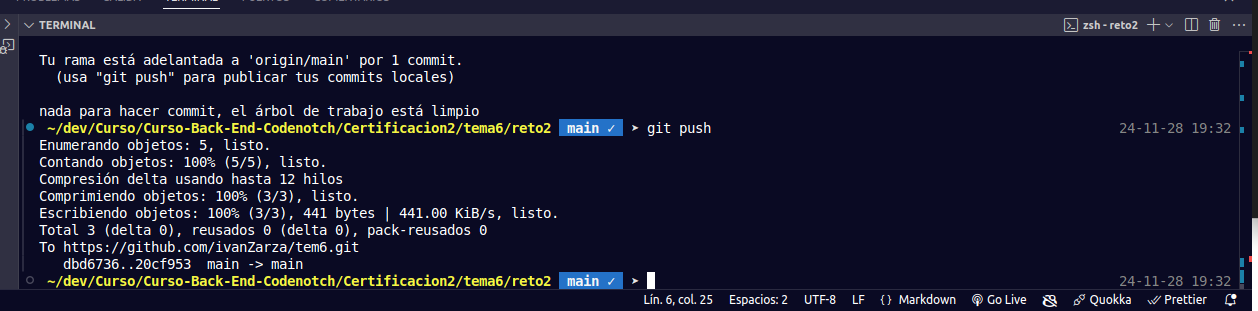 TERMINAL
zsh - reto2
Tu rama está adelantada a 'origin/main' por 1 commit.
(usa "git push" para publicar tus commits locales)
nada para hacer commit, el árbol de trabajo está limpio
~/dev/Curso/Curso-Back-End-Codenotch/Certificacion2/tema6/reto2 main ✓ ➤ git push 24-11-28 19:32
Enumerando objetos: 5, listo.
Contando objetos: 100% (5/5), listo.
Compresión delta usando hasta 12 hilos
Comprimiendo objetos: 100% (3/3), listo.
Escribiendo objetos: 100% (3/3), 441 bytes | 441.00 KiB/s, listo.
Total 3 (delta 0), reusados 0 (delta 0), pack-reusados 0
To https://github.com/ivanZarza/tem6.git
dbd6736..20cf953 main -> main
~/dev/Curso/Curso-Back-End-Codenotch/Certificacion2/tema6/reto2 main ✓ ➤ 24-11-28 19:32
Lín. 6, col. 25 Espacios: 2 UTF-8 LF {} Markdown Go Live Quokka Prettier